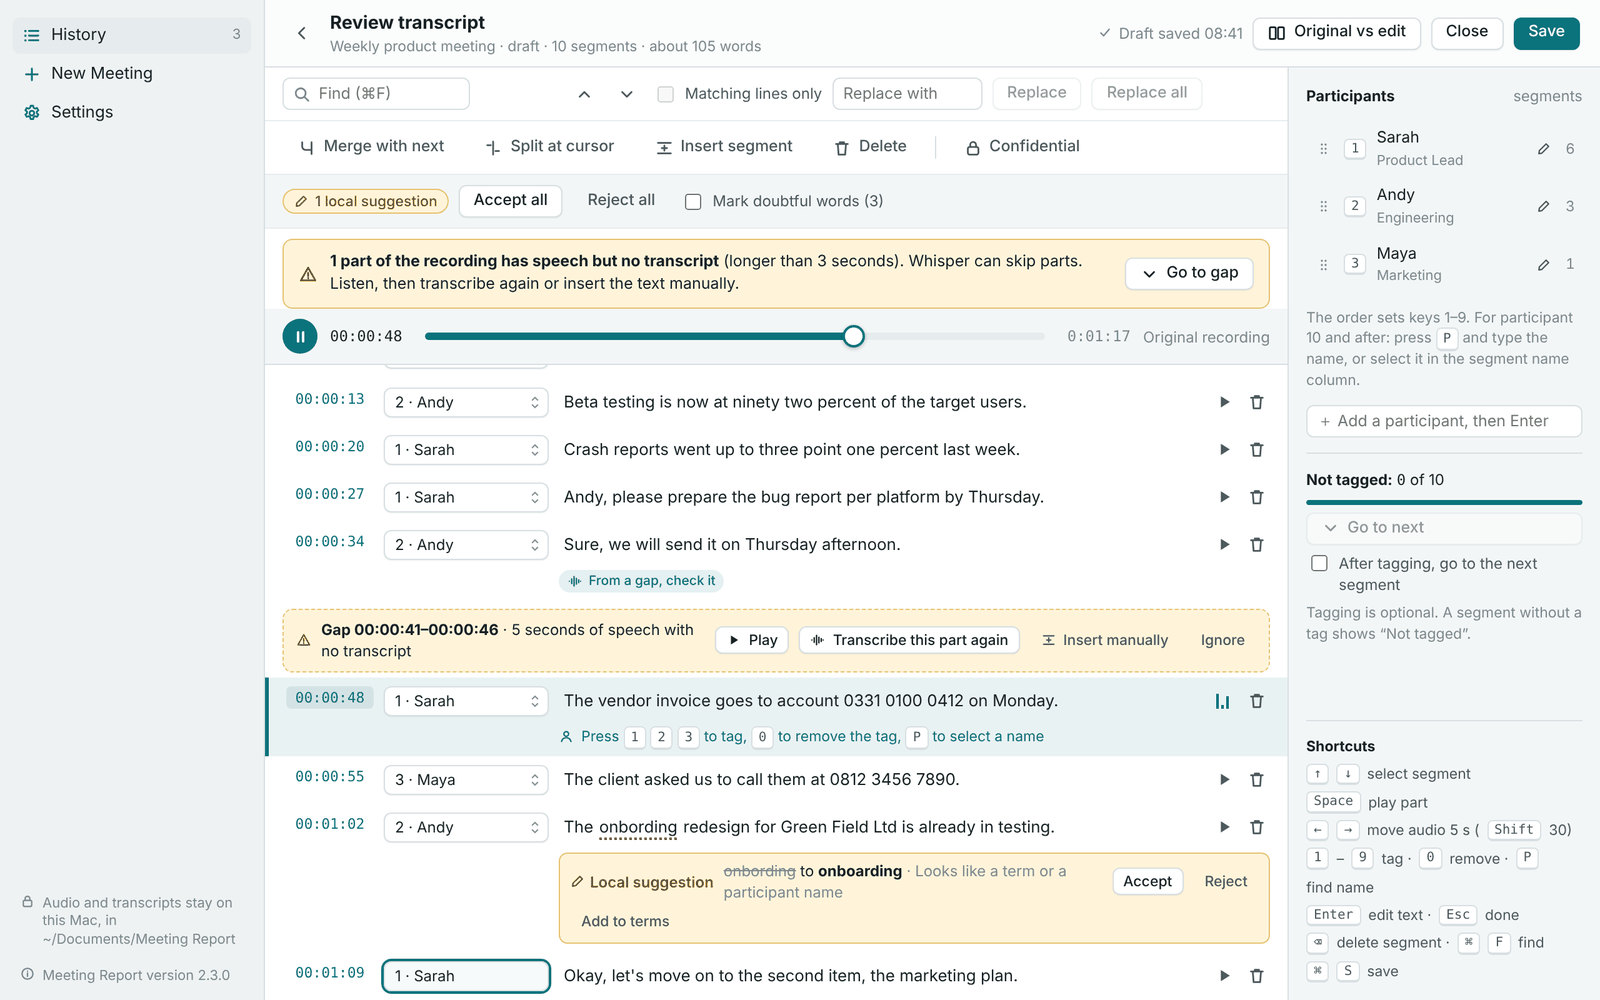 History 3
New Meeting
Settings
Audio and transcripts stay on
this Mac, in
~/Documents/Meeting Report
Meeting Report version 2.3.0
Review transcript
Weekly product meeting · draft · 10 segments · about 105 words
Draft saved 08:41
Original vs edit
Close
Save
Find (⌘F)
Matching lines only
Replace with
Replace
Replace all
Merge with next
Split at cursor
Insert segment
Delete
Confidential
1 local suggestion
Accept all
Reject all
Mark doubtful words (3)
1 part of the recording has speech but no transcript (longer than 3 seconds). Whisper can skip parts.
Listen, then transcribe again or insert the text manually.
Go to gap
00:00:48
0:01:17
Original recording
00:00:13 2 · Andy Beta testing is now at ninety two percent of the target users.
00:00:20 1 · Sarah Crash reports went up to three point one percent last week.
00:00:27 1 · Sarah Andy, please prepare the bug report per platform by Thursday.
00:00:34 2 · Andy Sure, we will send it on Thursday afternoon.
From a gap, check it
Gap 00:00:41–00:00:46 · 5 seconds of speech with
no transcript
Play
Transcribe this part again
Insert manually
Ignore
00:00:48 1 · Sarah The vendor invoice goes to account 0331 0100 0412 on Monday.
Press 1 2 3 to tag, 0 to remove the tag, P to select a name
00:00:55 3 · Maya The client asked us to call them at 0812 3456 7890.
00:01:02 2 · Andy The onbording redesign for Green Field Ltd is already in testing.
Local suggestion
onbording to onboarding · Looks like a term or a
participant name
Accept
Reject
Add to terms
00:01:09 1 · Sarah Okay, let's move on to the second item, the marketing plan.
Participants segments
1 Sarah 6
Product Lead
2 Andy 3
Engineering
3 Maya 1
Marketing
The order sets keys 1–9. For participant
10 and after: press P and type the
name, or select it in the segment name
column.
+ Add a participant, then Enter
Not tagged: 0 of 10
Go to next
After tagging, go to the next
segment
Tagging is optional. A segment without a
tag shows “Not tagged”.
Shortcuts
↑ ↓ select segment
Space play part
← → move audio 5 s ( Shift 30)
1 – 9 tag · 0 remove · P
find name
Enter edit text · Esc done
⌫ delete segment · ⌘ F find
⌘ S save